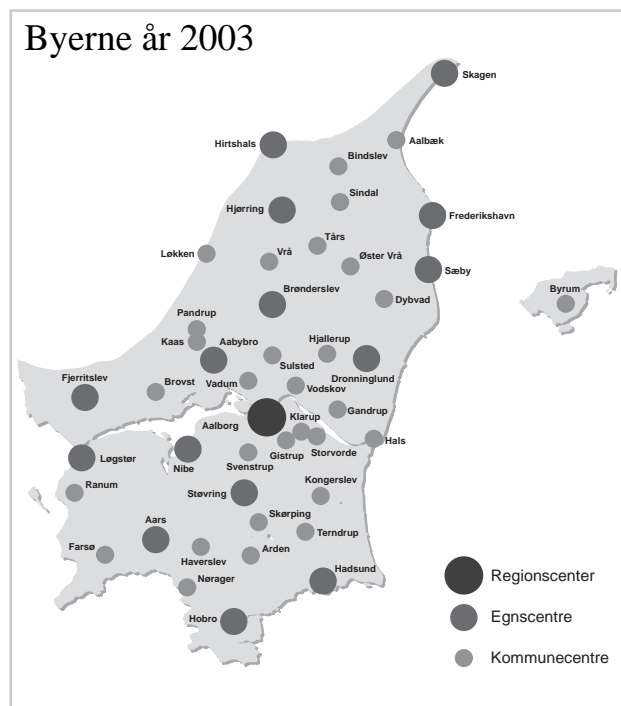 Byerne år 2003
Skagen
Aalbæk
Hirtshals
Bindslev
Sindal
Hjørring
Frederikshavn
Tårs
Løkken
Vrå
Øster Vrå
Sæby
Byrum
Brønderslev
Dybvad
Pandrup
Kaas
Aabybro
Hjallerup
Sulsted
Dronninglund
Fjerritslev
Brovst
Vadum
Vodskov
Gandrup
Aalborg
Klarup
Hals
Gistrup
Storvorde
Løgstør
Nibe
Svenstrup
Ranum
Støvring
Kongerslev
Skørping
Aars
Terndrup
Farsø
Haverslev
Arden
Nørager
Hadsund
Hobro
Regionscenter
Egnscentre
Kommunecentre